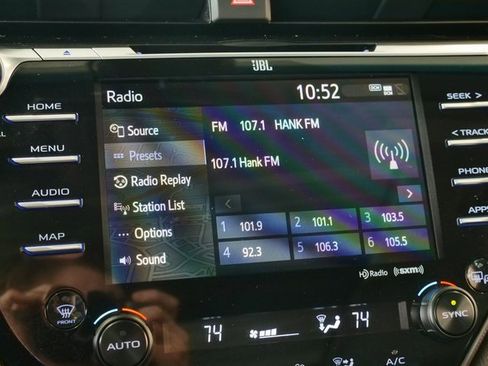 JBL
HOME
MENU
AUDIO
MAP
Radio
10:52
DCM
DCM
Source
Presets
Radio Replay
Station List
Options
Sound
FM 107.1 HANK FM
107.1 Hank FM
1 101.9
2 101.1
3 103.5
4 92.3
5 106.3
6 105.5
HD Radio
((SXM))
SEEK >
< TRACK
PHONE
APPS
FRONT
AUTO
74
74
SYNC
A/C